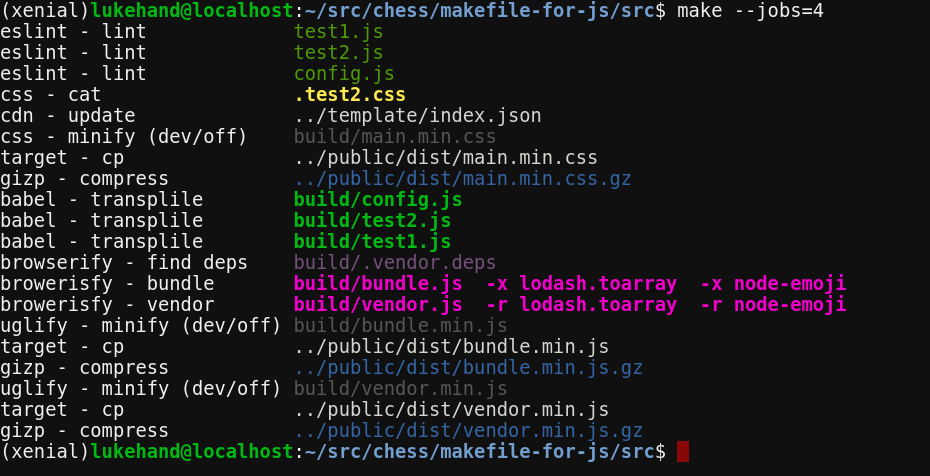 (xenial)lukehand@localhost:~/src/chess/makefile-for-js/src$ make --jobs=4
eslint - lint             test1.js
eslint - lint             test2.js
eslint - lint             config.js
css - cat                 .test2.css
cdn - update              ../template/index.json
css - minify (dev/off)    build/main.min.css
target - cp               ../public/dist/main.min.css
gizp - compress           ../public/dist/main.min.css.gz
babel - transplile        build/config.js
babel - transplile        build/test2.js
babel - transplile        build/test1.js
browserify - find deps    build/.vendor.deps
browerisfy - bundle       build/bundle.js  -x lodash.toarray  -x node-emoji
browerisfy - vendor       build/vendor.js  -r lodash.toarray  -r node-emoji
uglify - minify (dev/off) build/bundle.min.js
target - cp               ../public/dist/bundle.min.js
gizp - compress           ../public/dist/bundle.min.js.gz
uglify - minify (dev/off) build/vendor.min.js
target - cp               ../public/dist/vendor.min.js
gizp - compress           ../public/dist/vendor.min.js.gz
(xenial)lukehand@localhost:~/src/chess/makefile-for-js/src$